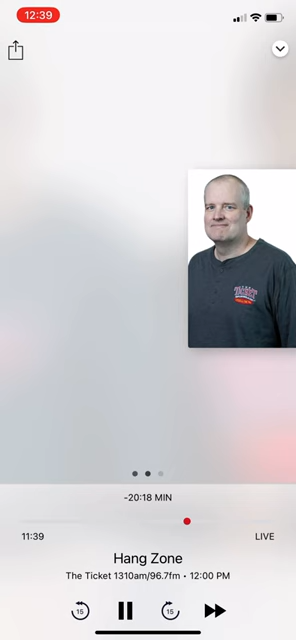 12:39
TICKET
-20:18 MIN
11:39
LIVE
Hang Zone
The Ticket 1310am/96.7fm • 12:00 PM
15
15